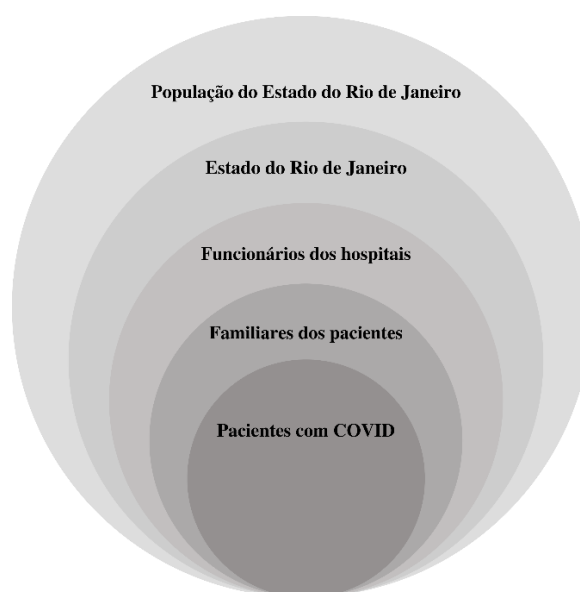 População do Estado do Rio de Janeiro
Estado do Rio de Janeiro
Funcionários dos hospitais
Familiares dos pacientes
Pacientes com COVID